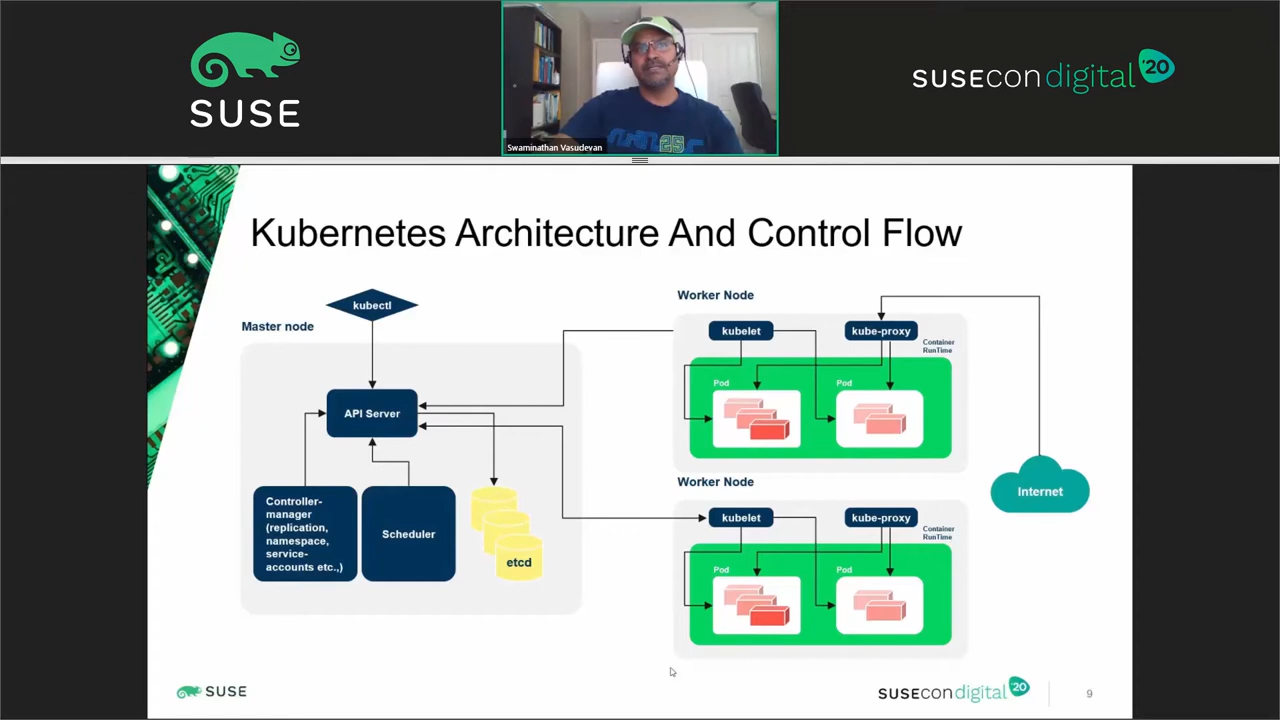 SUSE
SUSECON digital '20
Swaminathan Vasudevan
25
Kubernetes Architecture And Control Flow
kubectl
Master node
API Server
Controller-
manager
(replication,
namespace,
service-
accounts etc.,)
Scheduler
etcd
Worker Node
kubelet
kube-proxy
Container
RunTime
Pod
Pod
Worker Node
kubelet
kube-proxy
Container
RunTime
Pod
Pod
Internet
SUSE
SUSECON digital '20
9